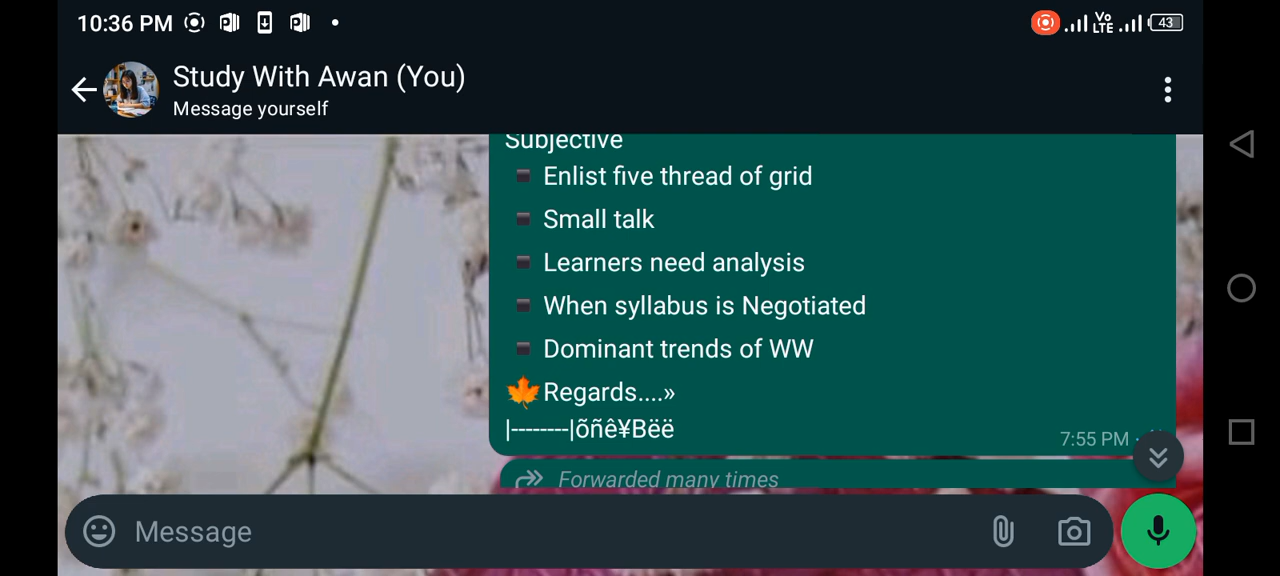 10:36 PM
Vo
LTE
43
Study With Awan (You)
Message yourself
Subjective
▪ Enlist five thread of grid
▪ Small talk
▪ Learners need analysis
▪ When syllabus is Negotiated
▪ Dominant trends of WW
🍁Regards....»
|--------|õñê¥Bëë
7:55 PM
Forwarded many times
Message